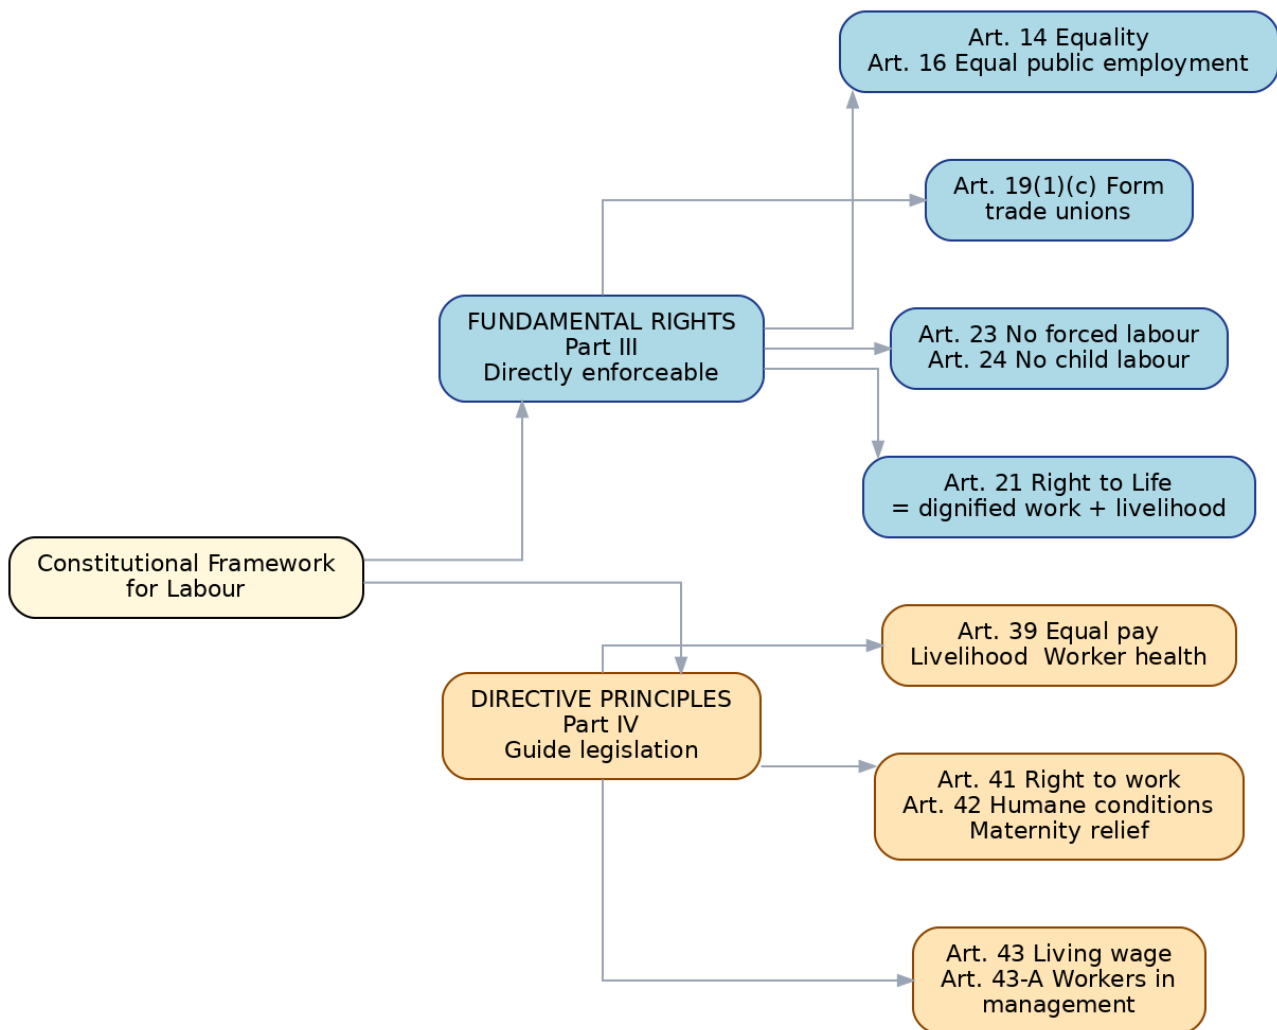 Art. 14 Equality
Art. 16 Equal public employment
Art. 19(1)(c) Form
trade unions
FUNDAMENTAL RIGHTS
Part III
Directly enforceable
Art. 23 No forced labour
Art. 24 No child labour
Art. 21 Right to Life
= dignified work + livelihood
Constitutional Framework
for Labour
Art. 39 Equal pay
Livelihood  Worker health
DIRECTIVE PRINCIPLES
Part IV
Guide legislation
Art. 41 Right to work
Art. 42 Humane conditions
Maternity relief
Art. 43 Living wage
Art. 43-A Workers in
management